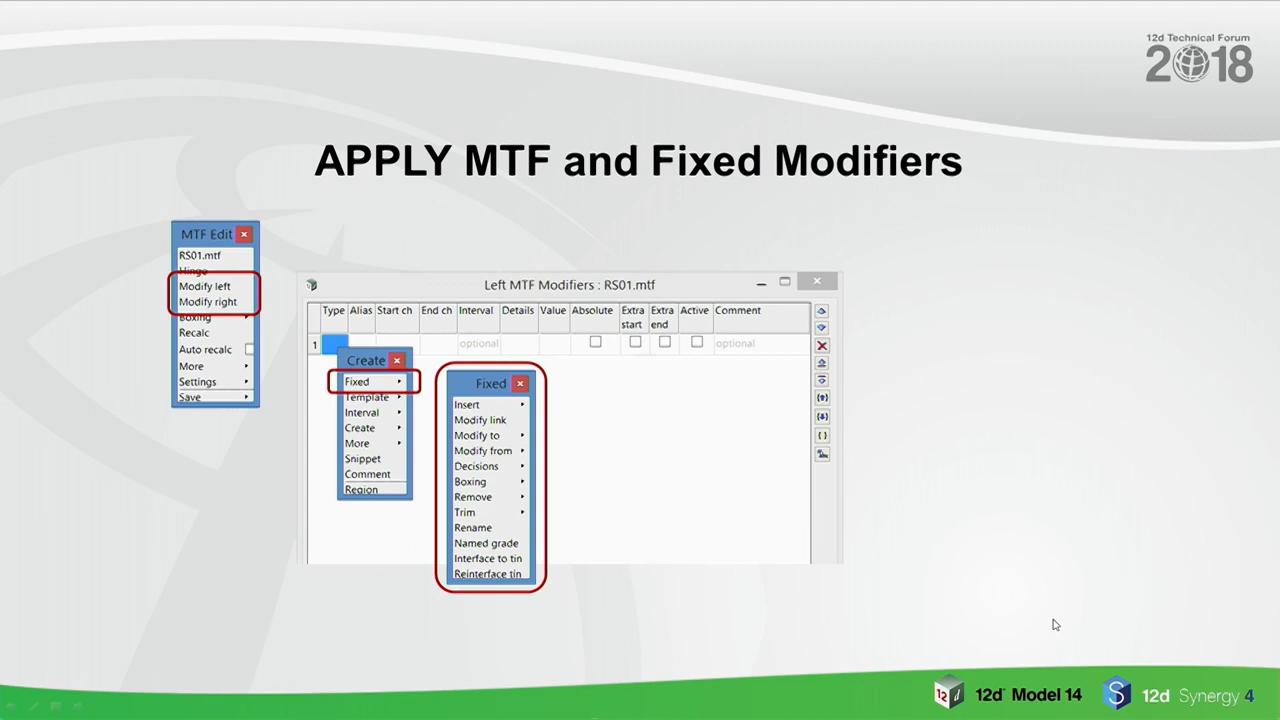 12d Technical Forum
2018
APPLY MTF and Fixed Modifiers
MTF Edit
RS01.mtf
Hinge
Modify left
Modify right
Boxing
Recalc
Auto recalc
More
Settings
Save
Left MTF Modifiers : RS01.mtf
Type Alias Start ch End ch Interval Details Value Absolute Extra start Extra end Active Comment
1 optional optional
Create
Fixed
Template
Interval
Create
More
Snippet
Comment
Region
Fixed
Insert
Modify link
Modify to
Modify from
Decisions
Boxing
Remove
Trim
Rename
Named grade
Interface to tin
Reinterface tin
12d Model 14
12d Synergy 4